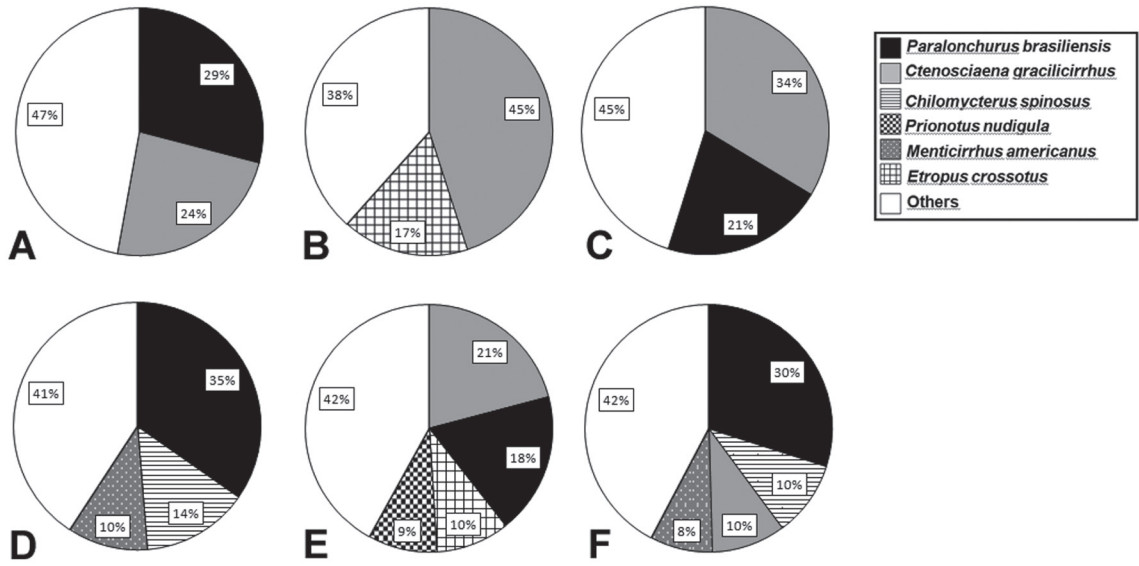 29%
47%
24%
A
38%
45%
17%
B
34%
45%
21%
C
Paralonchurus brasiliensis
Ctenosciaena gracilicirrhus
Chilomycterus spinosus
Prionotus nudigula
Menticirrhus americanus
Etropus crossotus
Others
35%
41%
14%
10%
D
21%
42%
18%
10%
9%
E
30%
42%
10%
10%
8%
F